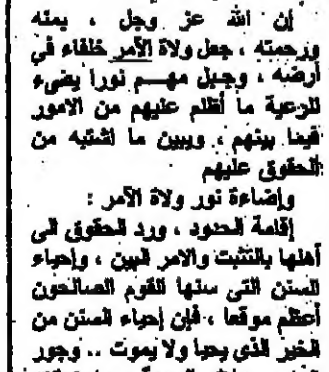 إن الله عز وجل ، بمنه
ورحمته ، جعل ولاة الأمر خلفاء في
أرضه ، وجعل لهم نورا يضيء
للرعية ما أظلم عليهم من الامور
فيما بينهم ، ويبين ما اشتبه من
الحقوق عليهم
وإضاءة نور ولاة الأمر :
إقامة الحدود ، ورد الحقوق الى
أهلها بالتثبت والامر البين ، وإحياء
السنن التى سنها القوم الصالحون
أعظم موقعا ، فإن إحياء السنن من
الخير الذى يحيا ولا يموت .. وجور